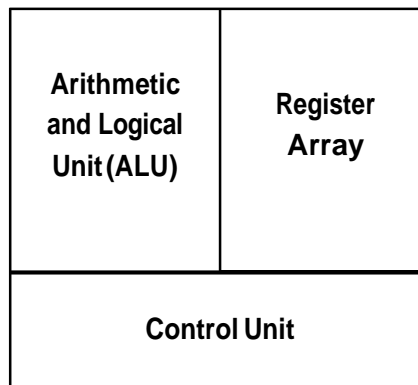 Arithmetic
and Logical
Unit (ALU)
Register
Array
Control Unit